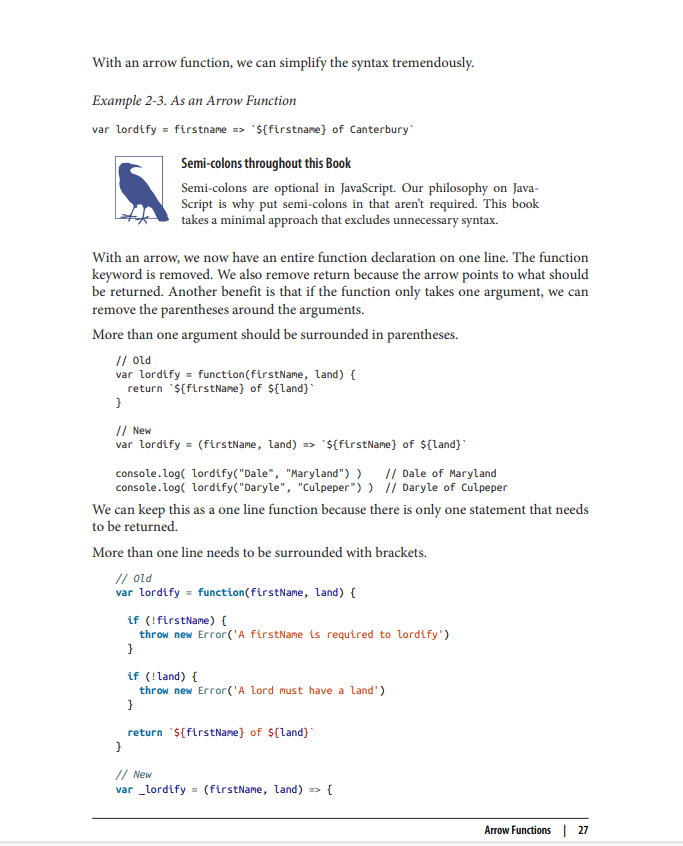 With an arrow function, we can simplify the syntax tremendously.
Example 2-3. As an Arrow Function
var lordify = firstname => `${firstname} of Canterbury`
Semi-colons throughout this Book
Semi-colons are optional in JavaScript. Our philosophy on Java-
Script is why put semi-colons in that aren’t required. This book
takes a minimal approach that excludes unnecessary syntax.
With an arrow, we now have an entire function declaration on one line. The function
keyword is removed. We also remove return because the arrow points to what should
be returned. Another benefit is that if the function only takes one argument, we can
remove the parentheses around the arguments.
More than one argument should be surrounded in parentheses.
// Old
var lordify = function(firstName, land) {
  return `${firstName} of ${land}`
}
// New
var lordify = (firstName, land) => `${firstName} of ${land}`
console.log( lordify("Dale", "Maryland") )    // Dale of Maryland
console.log( lordify("Daryle", "Culpeper") )  // Daryle of Culpeper
We can keep this as a one line function because there is only one statement that needs
to be returned.
More than one line needs to be surrounded with brackets.
// Old
var lordify = function(firstName, land) {
  if (!firstName) {
    throw new Error('A firstName is required to lordify')
  }
  if (!land) {
    throw new Error('A lord must have a land')
  }
  return `${firstName} of ${land}`
}
// New
var _lordify = (firstName, land) => {
Arrow Functions | 27